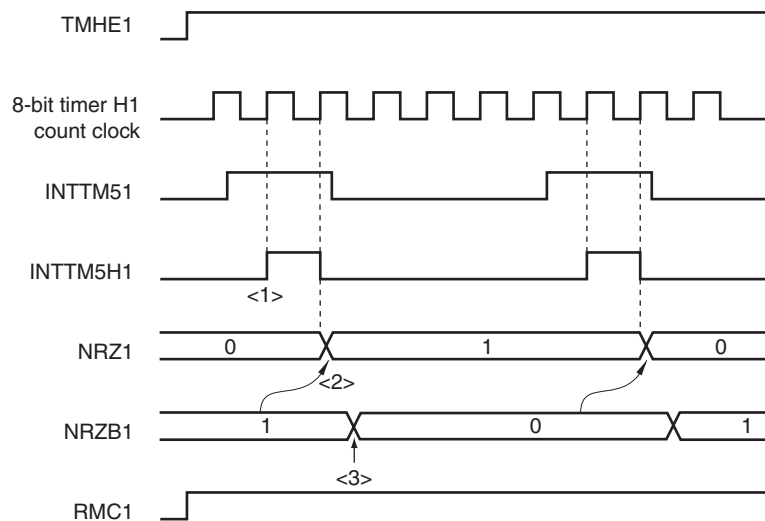 TMHE1
8-bit timer H1
count clock
INTTM51
INTTM5H1
<1>
NRZ1
0
1
0
<2>
NRZB1
1
0
1
<3>
RMC1